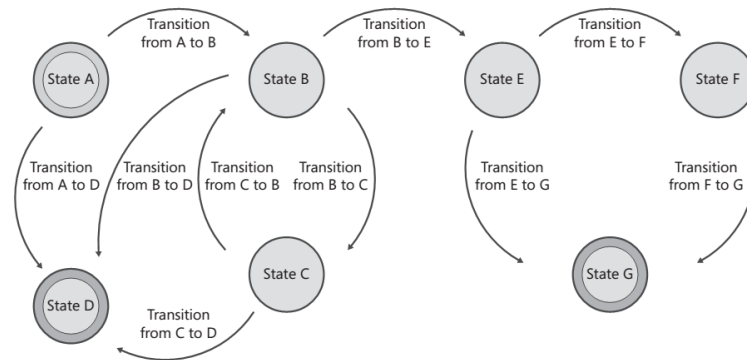 Transition
from A to B
Transition
from B to E
Transition
from E to F
State A
State B
State E
State F
Transition
from A to D
Transition
from B to D
Transition
from C to B
Transition
from B to C
Transition
from E to G
Transition
from F to G
State C
State G
State D
Transition
from C to D